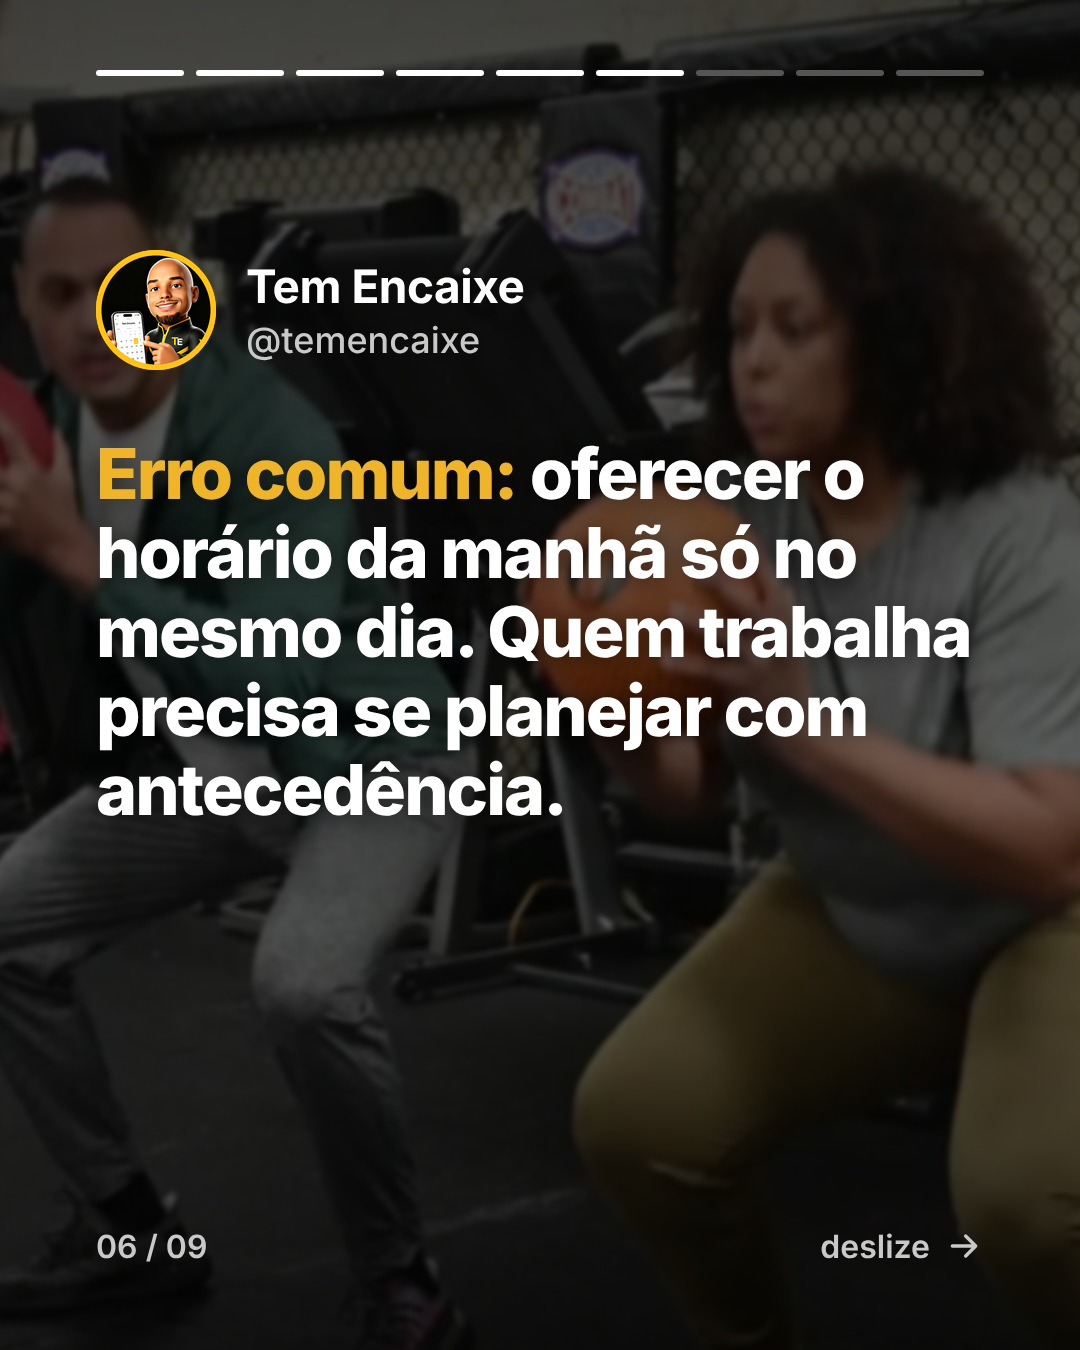 Tem Encaixe
@temencaixe
Erro comum: oferecer o
horário da manhã só no
mesmo dia. Quem trabalha
precisa se planejar com
antecedência.
06 / 09
deslize →
TE